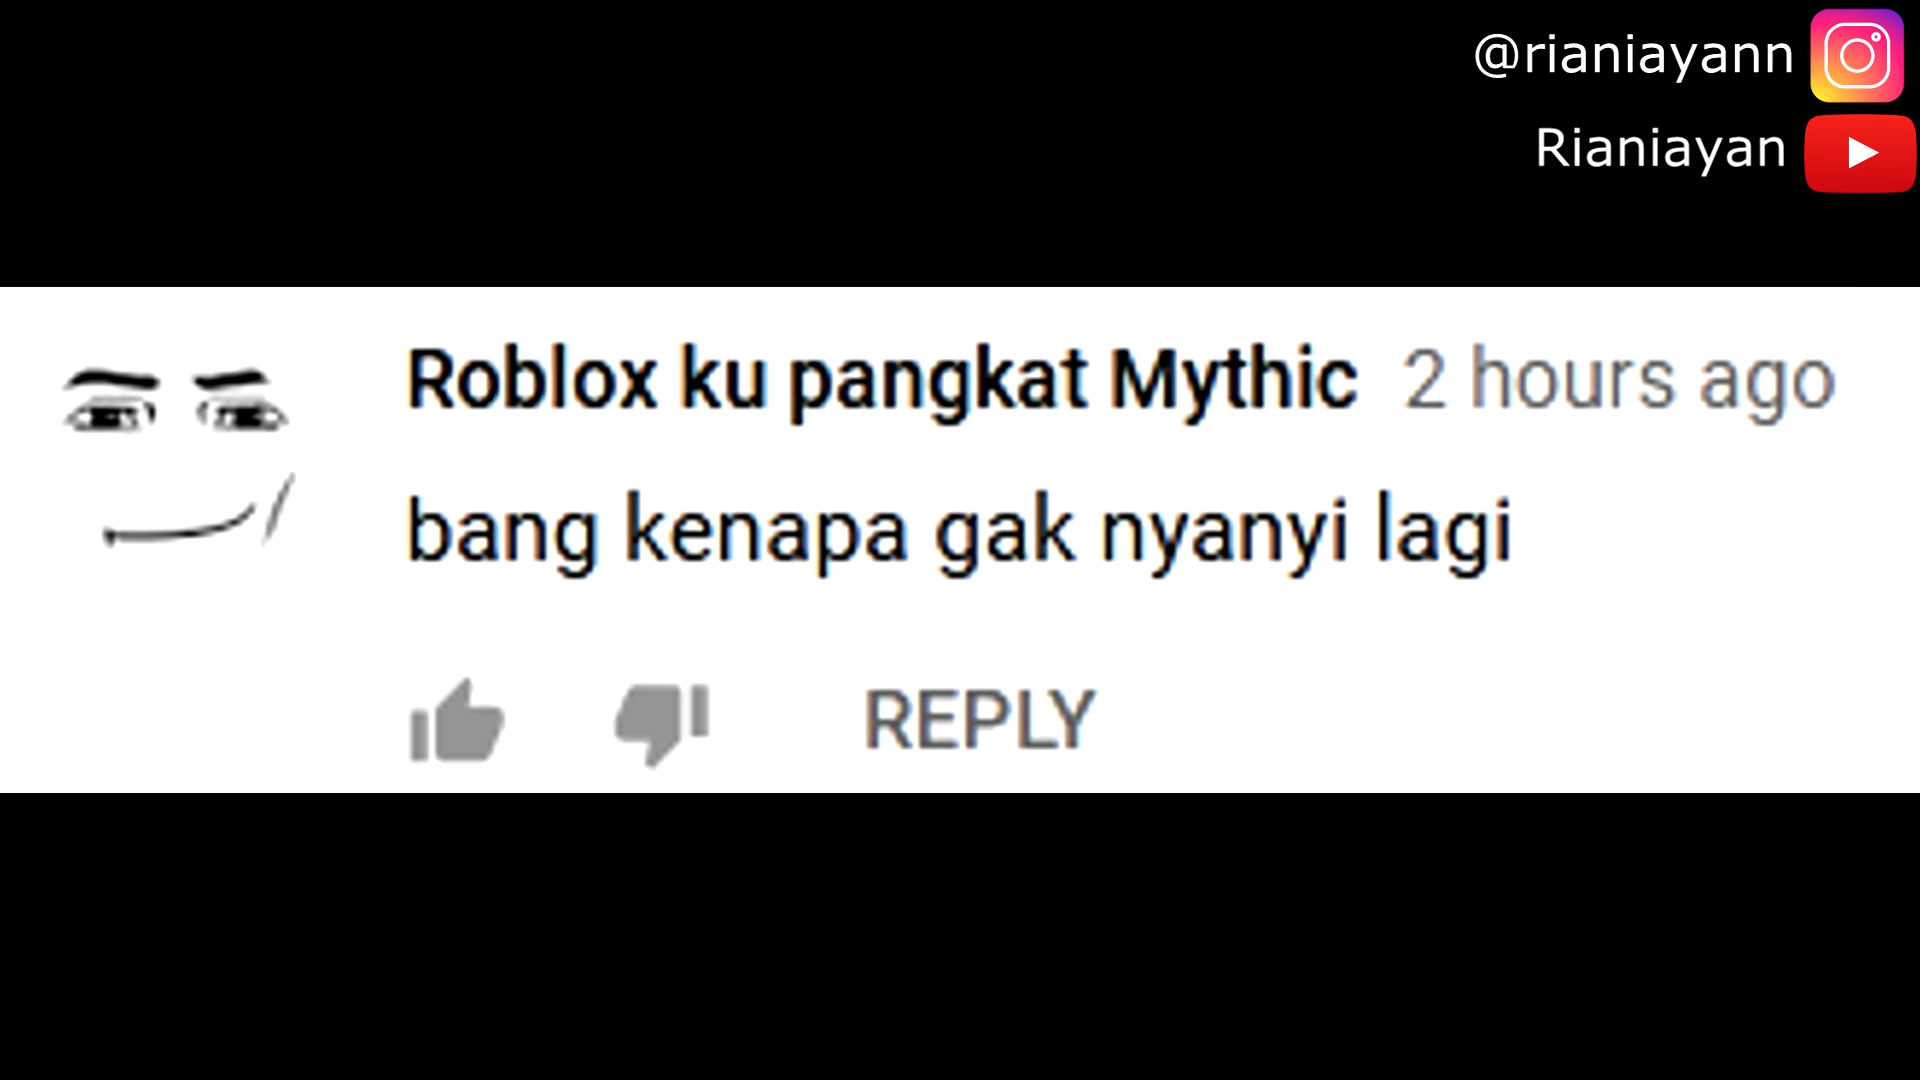 @rianiayann
Rianiayan
Roblox ku pangkat Mythic 2 hours ago
bang kenapa gak nyanyi lagi
REPLY